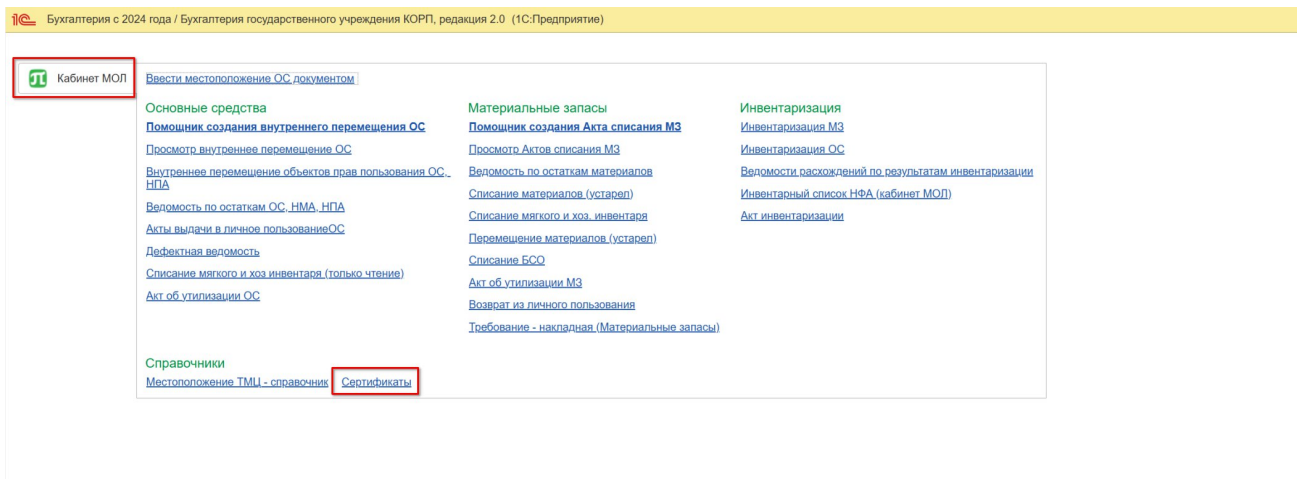 1С Бухгалтерия с 2024 года / Бухгалтерия государственного учреждения КОРП, редакция 2.0 (1С:Предприятие)
Кабинет МОЛ
Ввести местоположение ОС документом
Основные средства
Помощник создания внутреннего перемещения ОС
Просмотр внутреннее перемещение ОС
Внутреннее перемещение объектов прав пользования ОС,
НПА
Ведомость по остаткам ОС, НМА, НПА
Акты выдачи в личное пользованиеОС
Дефектная ведомость
Списание мягкого и хоз инвентаря (только чтение)
Акт об утилизации ОС
Материальные запасы
Помощник создания Акта списания МЗ
Просмотр Актов списания МЗ
Ведомость по остаткам материалов
Списание материалов (устарел)
Списание мягкого и хоз. инвентаря
Перемещение материалов (устарел)
Списание БСО
Акт об утилизации МЗ
Возврат из личного пользования
Требование - накладная (Материальные запасы)
Инвентаризация
Инвентаризация МЗ
Инвентаризация ОС
Ведомости расхождений по результатам инвентаризации
Инвентарный список НФА (кабинет МОЛ)
Акт инвентаризации
Справочники
Местоположение ТМЦ - справочник Сертификаты